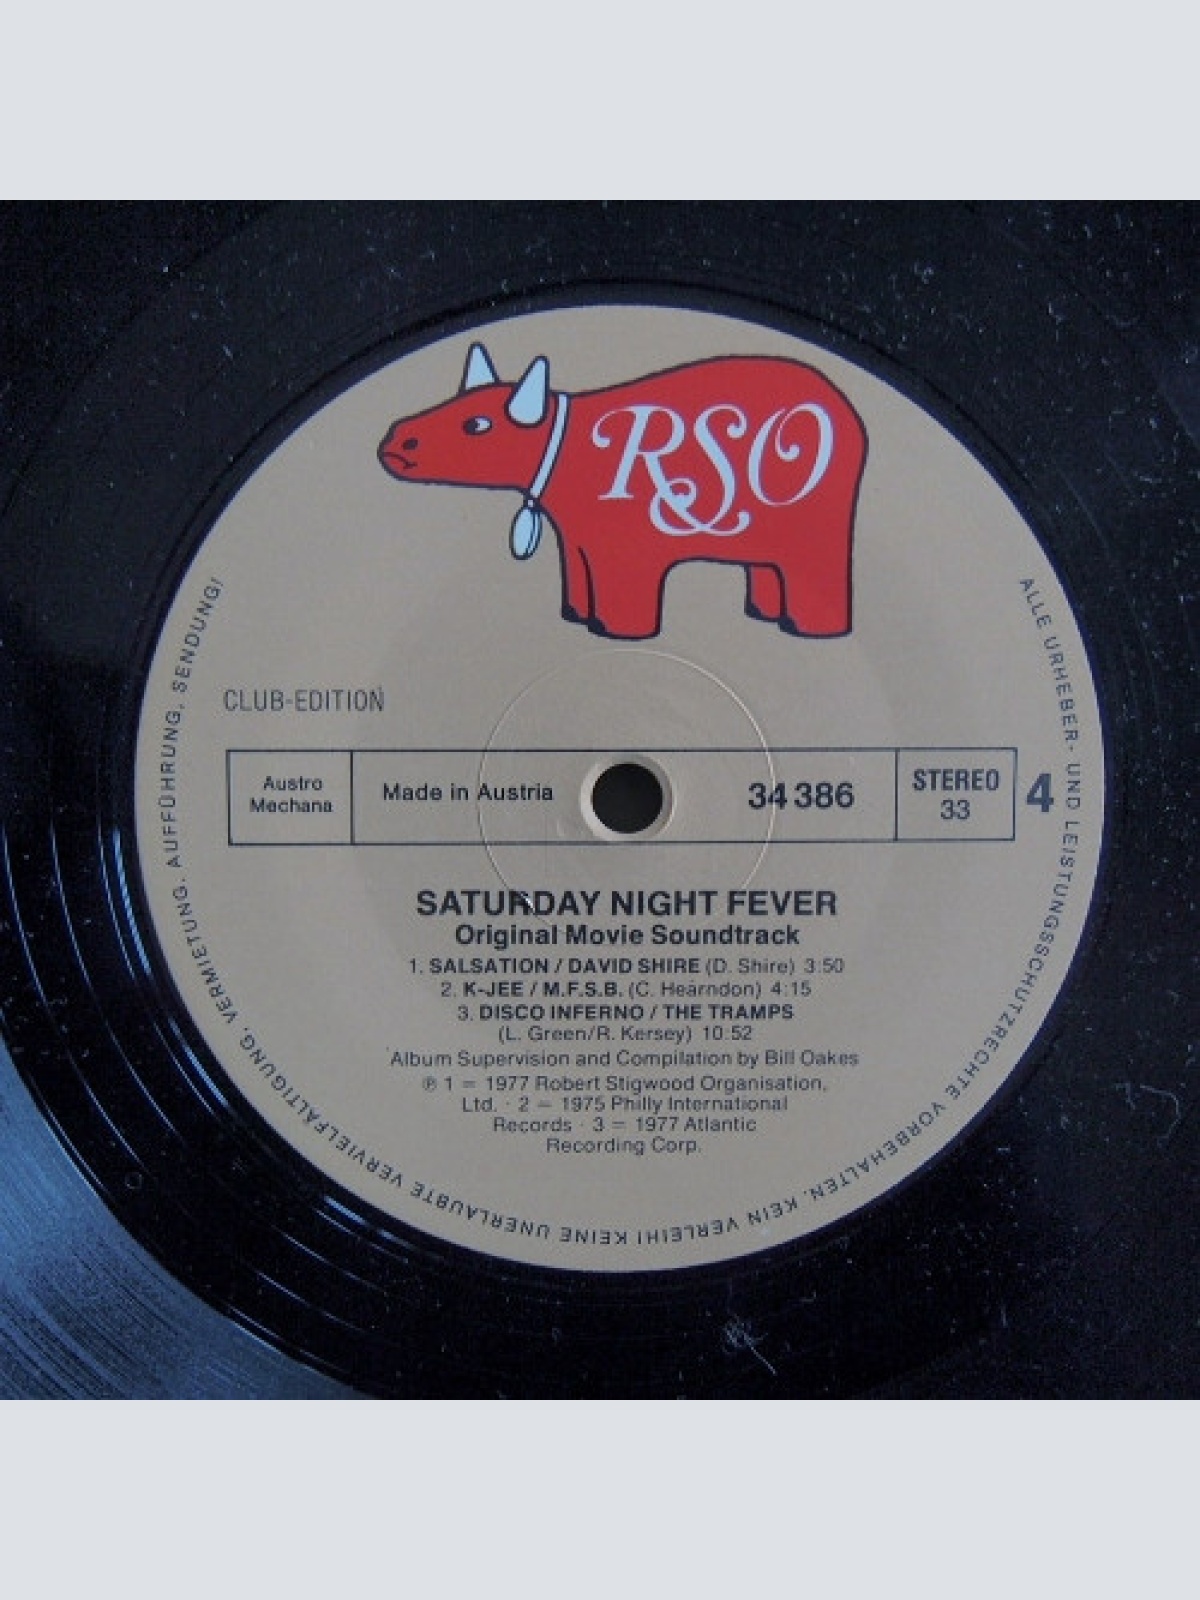 RSO
CLUB-EDITION
Austro
Mechana
Made in Austria
34 386
STEREO
33
4
SATURDAY NIGHT FEVER
Original Movie Soundtrack
1. SALSATION / DAVID SHIRE (D. Shire) 3:50
2. K-JEE / M.F.S.B. (C. Hearndon) 4:15
3. DISCO INFERNO / THE TRAMPS
(L. Green/R. Kersey) 10:52
Album Supervision and Compilation by Bill Oakes
℗ 1 = 1977 Robert Stigwood Organisation,
Ltd. · 2 = 1975 Philly International
Records · 3 = 1977 Atlantic
Recording Corp.
ALLE URHEBER- UND LEISTUNGSSCHUTZRECHTE VORBEHALTEN. KEIN VERLEIH! KEINE UNERLAUBTE VERVIELFÄLTIGUNG, VERMIETUNG, AUFFÜHRUNG, SENDUNG!